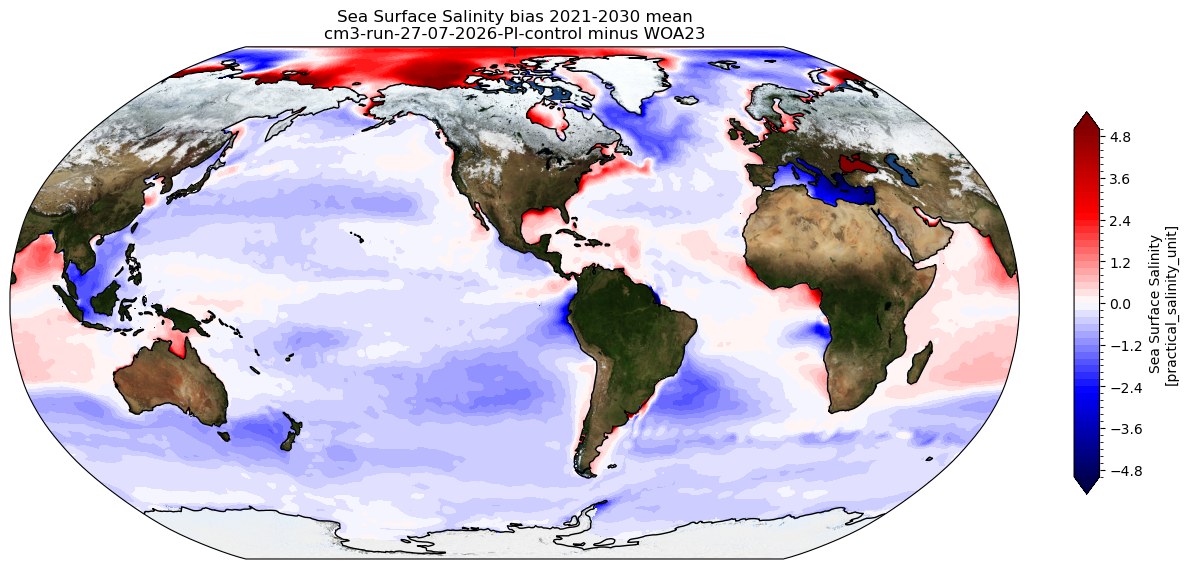 Sea Surface Salinity bias 2021-2030 mean
cm3-run-27-07-2026-PI-control minus WOA23
4.8
3.6
2.4
1.2
0.0
−1.2
−2.4
−3.6
−4.8
Sea Surface Salinity
[practical_salinity_unit]